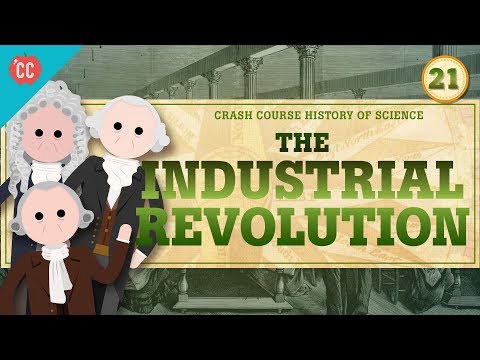 CC
21
CRASH COURSE HISTORY OF SCIENCE
THE
INDUSTRIAL
REVOLUTION